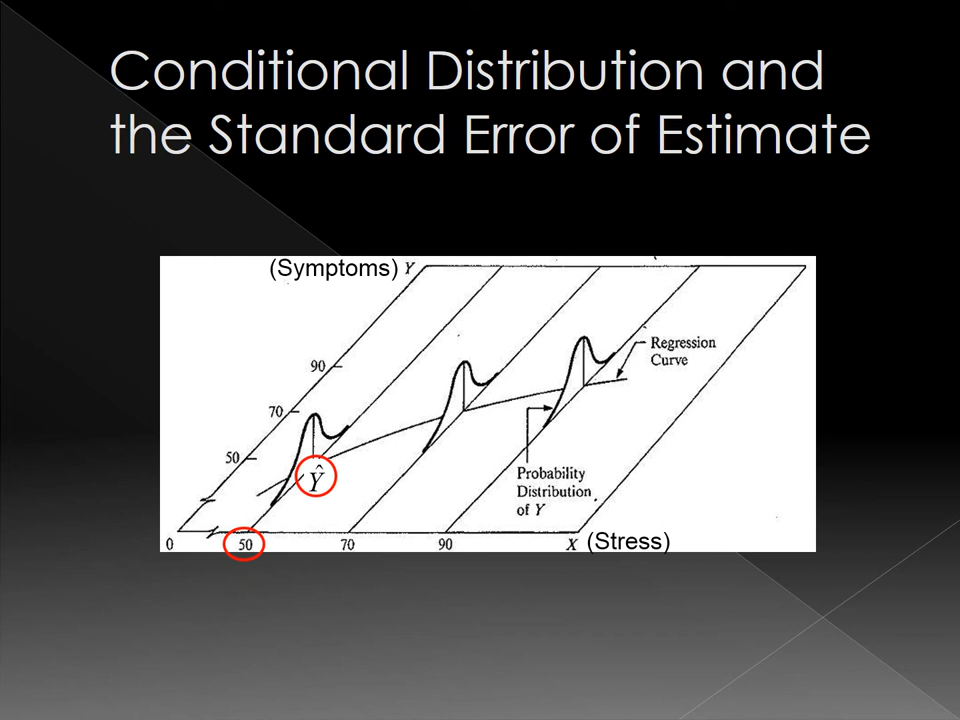 Conditional Distribution and
the Standard Error of Estimate
(Symptoms) Y
90
Regression
Curve
70
50
Ŷ
Probability
Distribution
of Y
0 50 70 90 X (Stress)